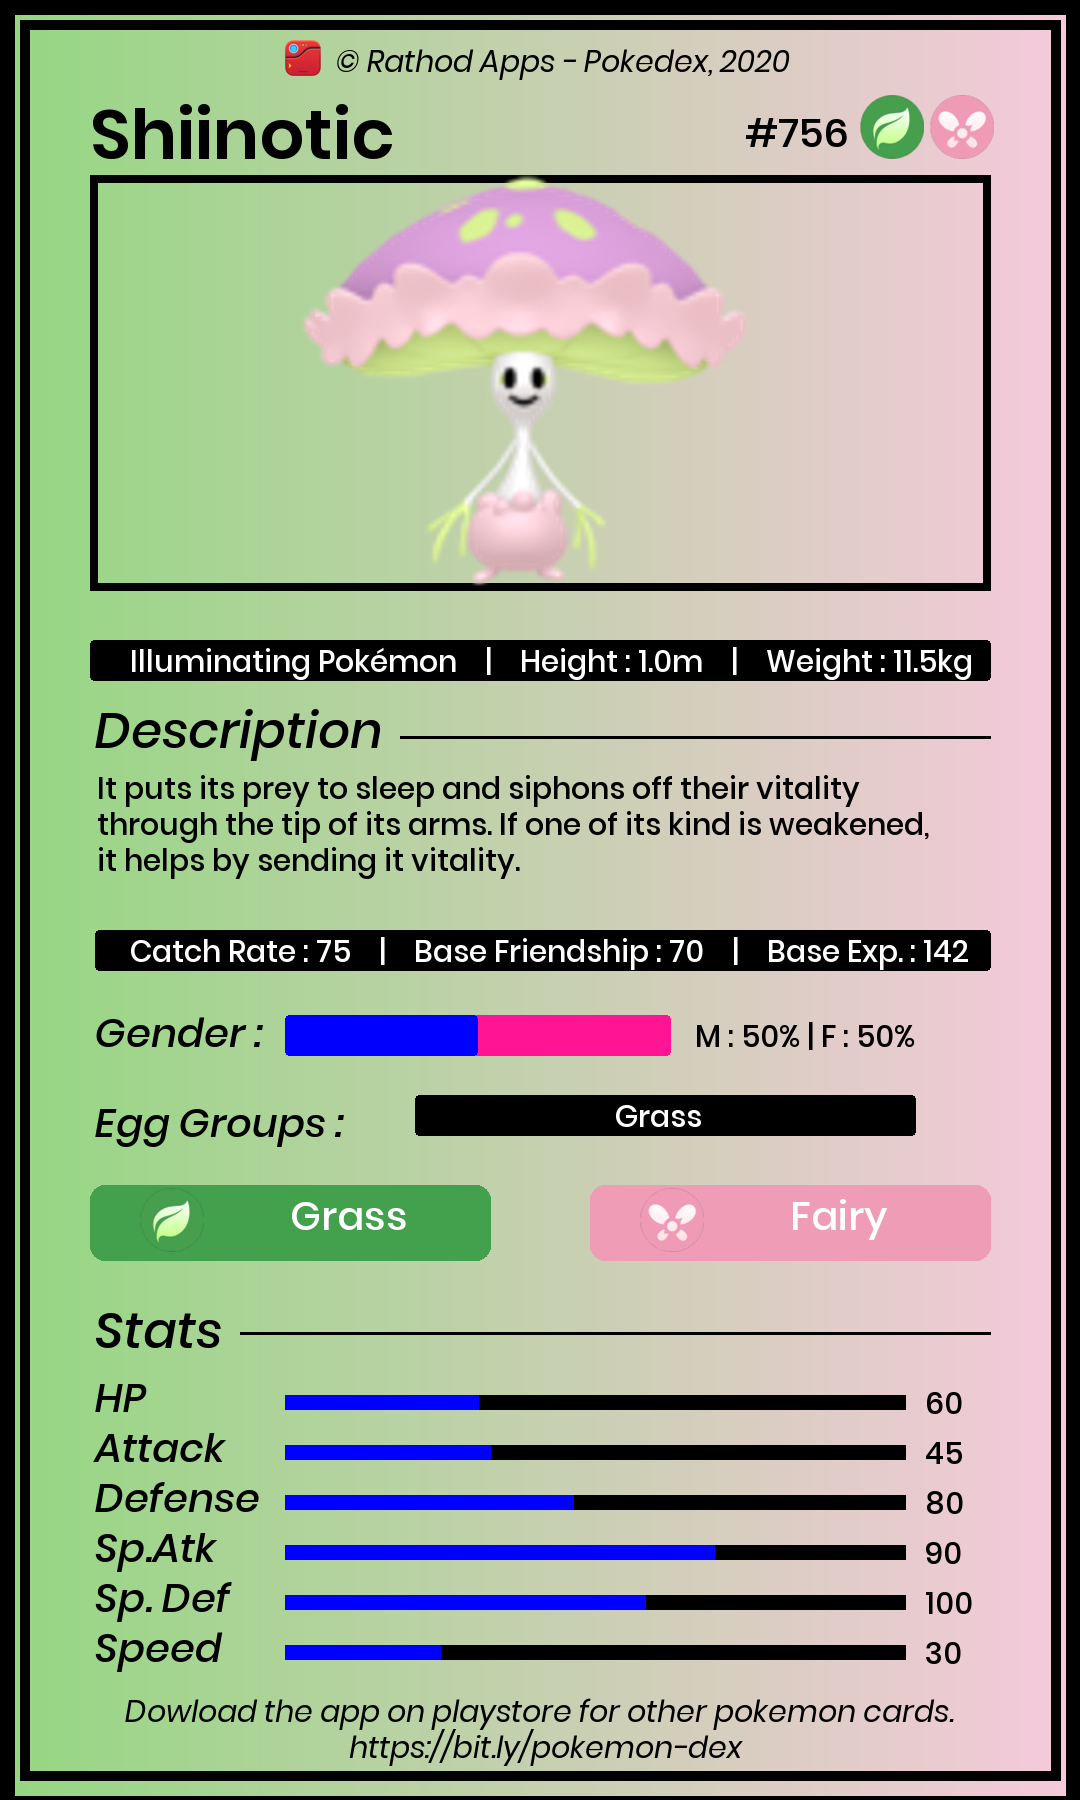 © Rathod Apps - Pokedex, 2020
Shiinotic #756
Illuminating Pokémon | Height : 1.0m | Weight : 11.5kg
Description
It puts its prey to sleep and siphons off their vitality
through the tip of its arms. If one of its kind is weakened,
it helps by sending it vitality.
Catch Rate : 75 | Base Friendship : 70 | Base Exp. : 142
Gender : M : 50% | F : 50%
Egg Groups : Grass
Grass Fairy
Stats
HP 60
Attack 45
Defense 80
Sp.Atk 90
Sp. Def 100
Speed 30
Dowload the app on playstore for other pokemon cards.
https://bit.ly/pokemon-dex